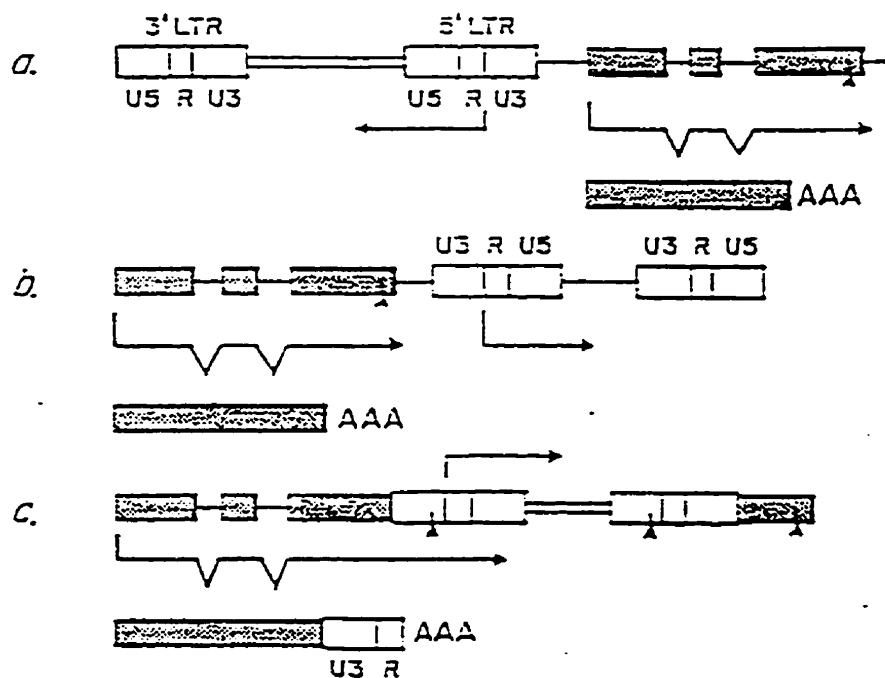 3' LTR 5' LTR
a.
U5 R U3 U5 R U3
AAA
U3 R U5 U3 R U5
b.
AAA
c.
AAA
U3 R